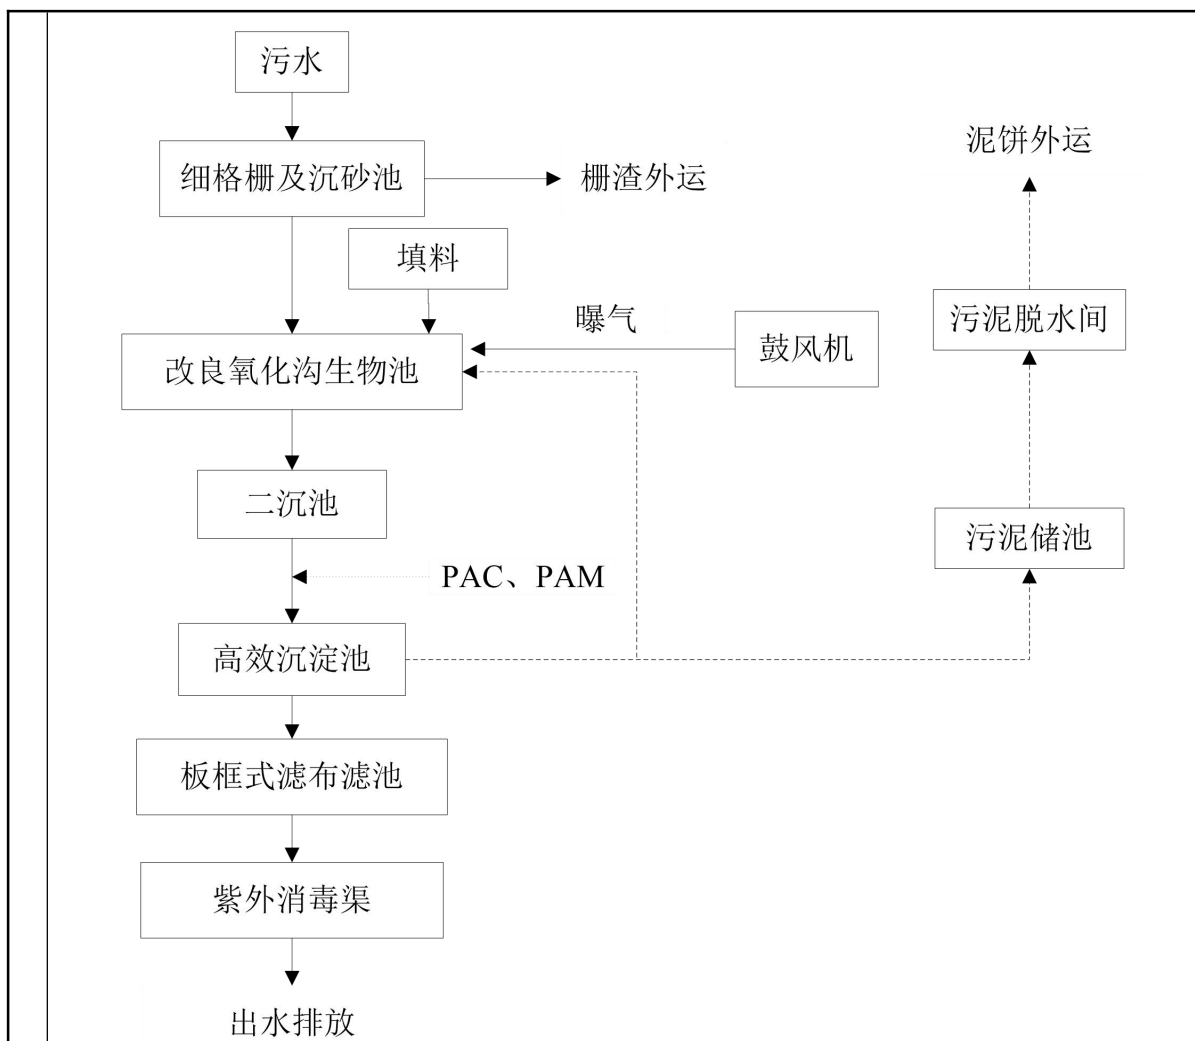 污水
泥饼外运
细格栅及沉砂池
栅渣外运
填料
曝气
鼓风机
污泥脱水间
改良氧化沟生物池
二沉池
污泥储池
PAC、PAM
高效沉淀池
板框式滤布滤池
紫外消毒渠
出水排放